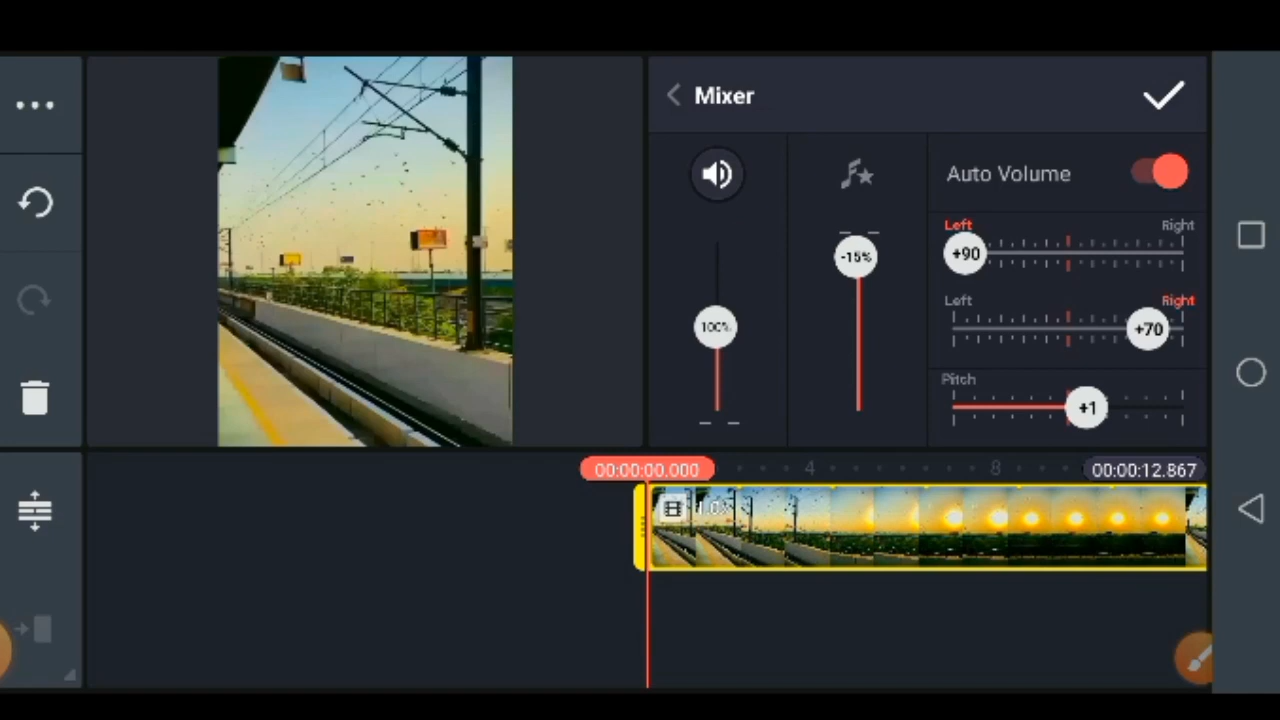 Mixer
Auto Volume
Left Right
+90
-15%
100%
Left Right
+70
Pitch
+1
00:00:00.000 4 8 00:00:12.867